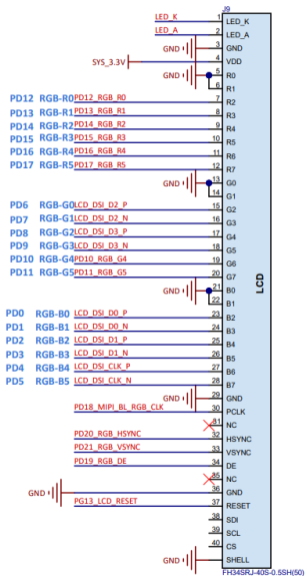 J9
LED_K 1 LED_K
LED_A 2 LED_A
GND 3 GND
SYS_3.3V 4 VDD
GND 5 R0
6 R1
PD12 RGB-R0 PD12_RGB_R0 7 R2
PD13 RGB-R1 PD13_RGB_R1 8 R3
PD14 RGB-R2 PD14_RGB_R2 9 R4
PD15 RGB-R3 PD15_RGB_R3 10 R5
PD16 RGB-R4 PD16_RGB_R4 11 R6
PD17 RGB-R5 PD17_RGB_R5 12 R7
GND 13 G0
14 G1
PD6 RGB-G0 LCD_DSI_D2_P 15 G2
PD7 RGB-G1 LCD_DSI_D2_N 16 G3
PD8 RGB-G2 LCD_DSI_D3_P 17 G4
PD9 RGB-G3 LCD_DSI_D3_N 18 G5
PD10 RGB-G4 PD10_RGB_G4 19 G6
PD11 RGB-G5 PD11_RGB_G5 20 G7
GND 21 B0
22 B1
PD0 RGB-B0 LCD_DSI_D0_P 23 B2
PD1 RGB-B1 LCD_DSI_D0_N 24 B3
PD2 RGB-B2 LCD_DSI_D1_P 25 B4
PD3 RGB-B3 LCD_DSI_D1_N 26 B5
PD4 RGB-B4 LCD_DSI_CLK_P 27 B6
PD5 RGB-B5 LCD_DSI_CLK_N 28 B7
GND 29 GND
PD18_MIPI_BL_RGB_CLK 30 PCLK
31 NC
PD20_RGB_HSYNC 32 HSYNC
PD21_RGB_VSYNC 33 VSYNC
PD19_RGB_DE 34 DE
35 NC
GND 36 GND
PG13_LCD_RESET 37 RESET
38 SDI
39 SCL
40 CS
GND SHELL
LCD
FH34SRJ-40S-0.5SH(50)